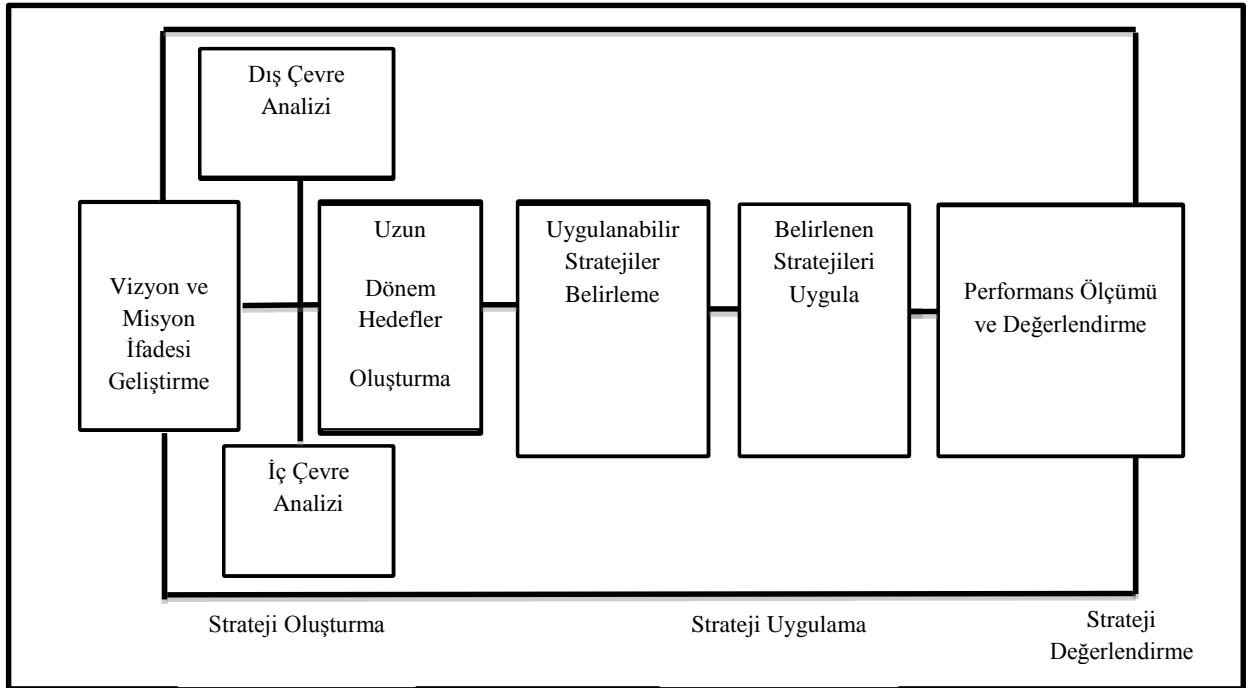 Dış Çevre
Analizi
Vizyon ve
Misyon
İfadesi
Geliştirme
Uzun
Dönem
Hedefler
Oluşturma
Uygulanabilir
Stratejiler
Belirleme
Belirlenen
Stratejileri
Uygula
Performans Ölçümü
ve Değerlendirme
İç Çevre
Analizi
Strateji Oluşturma
Strateji Uygulama
Strateji
Değerlendirme